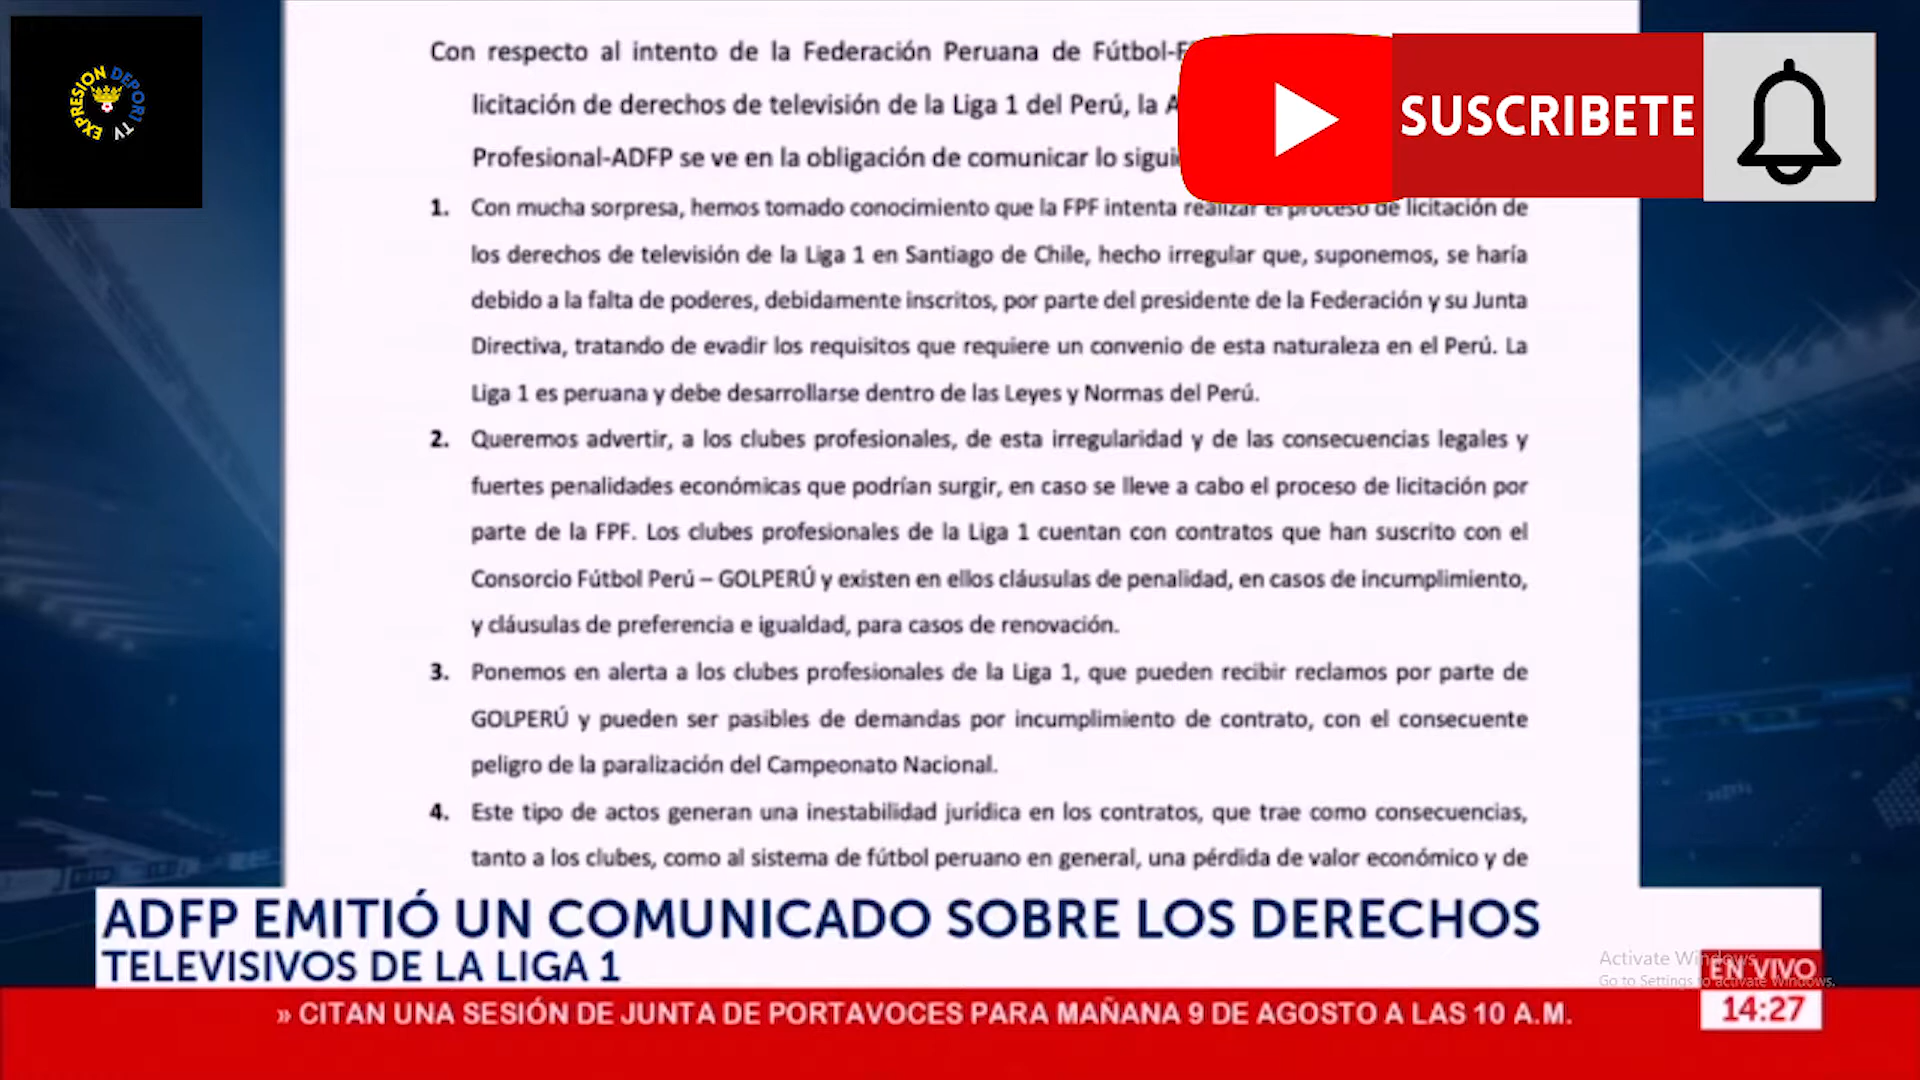 EXPRESION DEPORTV
Con respecto al intento de la Federación Peruana de Fútbol-F
licitación de derechos de televisión de la Liga 1 del Perú, la A
Profesional-ADFP se ve en la obligación de comunicar lo sigui
SUSCRIBETE
1. Con mucha sorpresa, hemos tomado conocimiento que la FPF intenta realizar el proceso de licitación de
los derechos de televisión de la Liga 1 en Santiago de Chile, hecho irregular que, suponemos, se haría
debido a la falta de poderes, debidamente inscritos, por parte del presidente de la Federación y su Junta
Directiva, tratando de evadir los requisitos que requiere un convenio de esta naturaleza en el Perú. La
Liga 1 es peruana y debe desarrollarse dentro de las Leyes y Normas del Perú.
2. Queremos advertir, a los clubes profesionales, de esta irregularidad y de las consecuencias legales y
fuertes penalidades económicas que podrían surgir, en caso se lleve a cabo el proceso de licitación por
parte de la FPF. Los clubes profesionales de la Liga 1 cuentan con contratos que han suscrito con el
Consorcio Fútbol Perú – GOLPERÚ y existen en ellos cláusulas de penalidad, en casos de incumplimiento,
y cláusulas de preferencia e igualdad, para casos de renovación.
3. Ponemos en alerta a los clubes profesionales de la Liga 1, que pueden recibir reclamos por parte de
GOLPERÚ y pueden ser pasibles de demandas por incumplimiento de contrato, con el consecuente
peligro de la paralización del Campeonato Nacional.
4. Este tipo de actos generan una inestabilidad jurídica en los contratos, que trae como consecuencias,
tanto a los clubes, como al sistema de fútbol peruano en general, una pérdida de valor económico y de
ADFP EMITIÓ UN COMUNICADO SOBRE LOS DERECHOS
TELEVISIVOS DE LA LIGA 1
Activate Windows
Go to Settings to activate Windows.
EN VIVO
14:27
» CITAN UNA SESIÓN DE JUNTA DE PORTAVOCES PARA MAÑANA 9 DE AGOSTO A LAS 10 A.M.